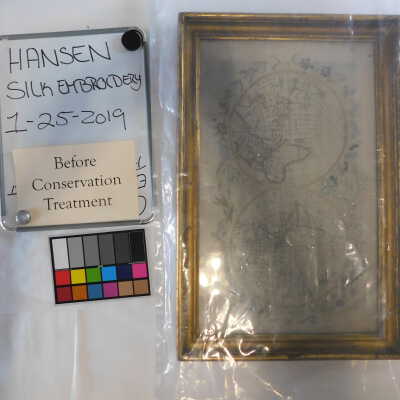 HANSEN
SILK EMBROIDERY
1-25-2019
Before
Conservation
Treatment